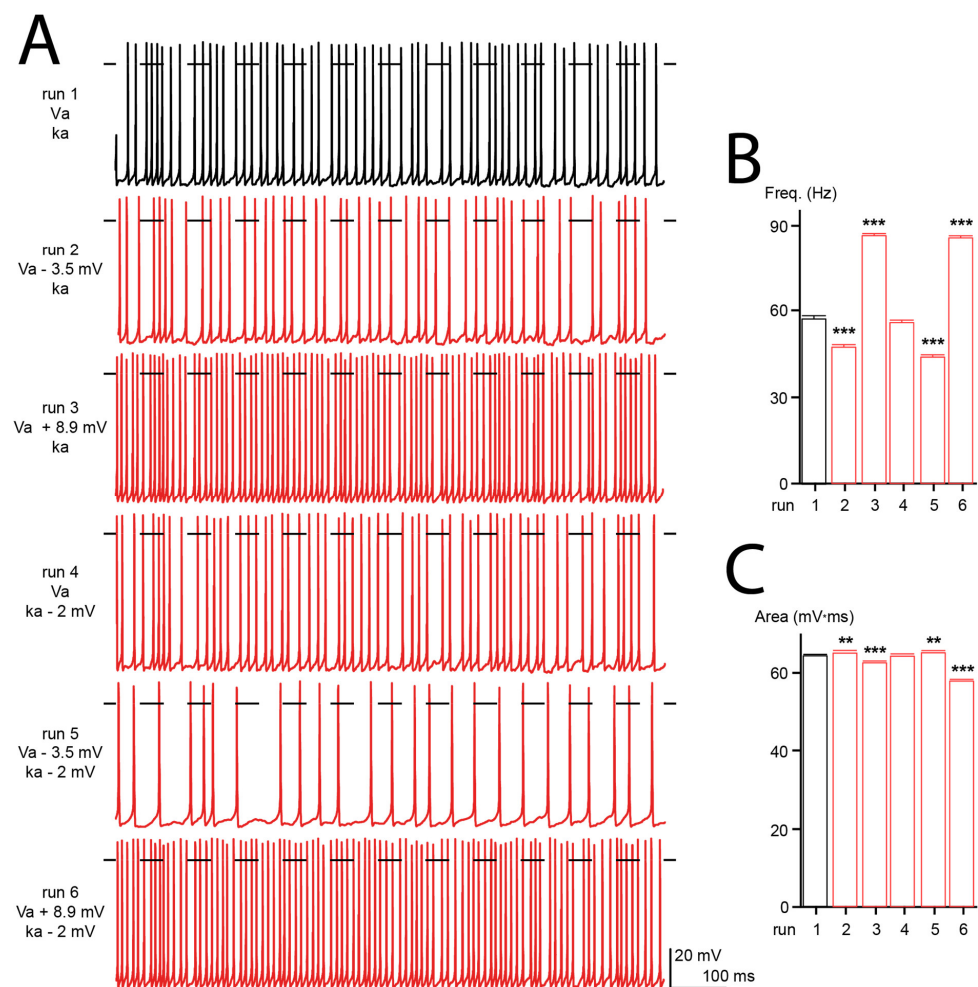 A
run 1
Va
ka
run 2
Va - 3.5 mV
ka
run 3
Va + 8.9 mV
ka
run 4
Va
ka - 2 mV
run 5
Va - 3.5 mV
ka - 2 mV
run 6
Va + 8.9 mV
ka - 2 mV
20 mV
100 ms
B
Freq. (Hz)
90
60
30
0
***
***
***
***
run 1 2 3 4 5 6
C
Area (mV*ms)
60
40
20
0
**
***
**
***
run 1 2 3 4 5 6